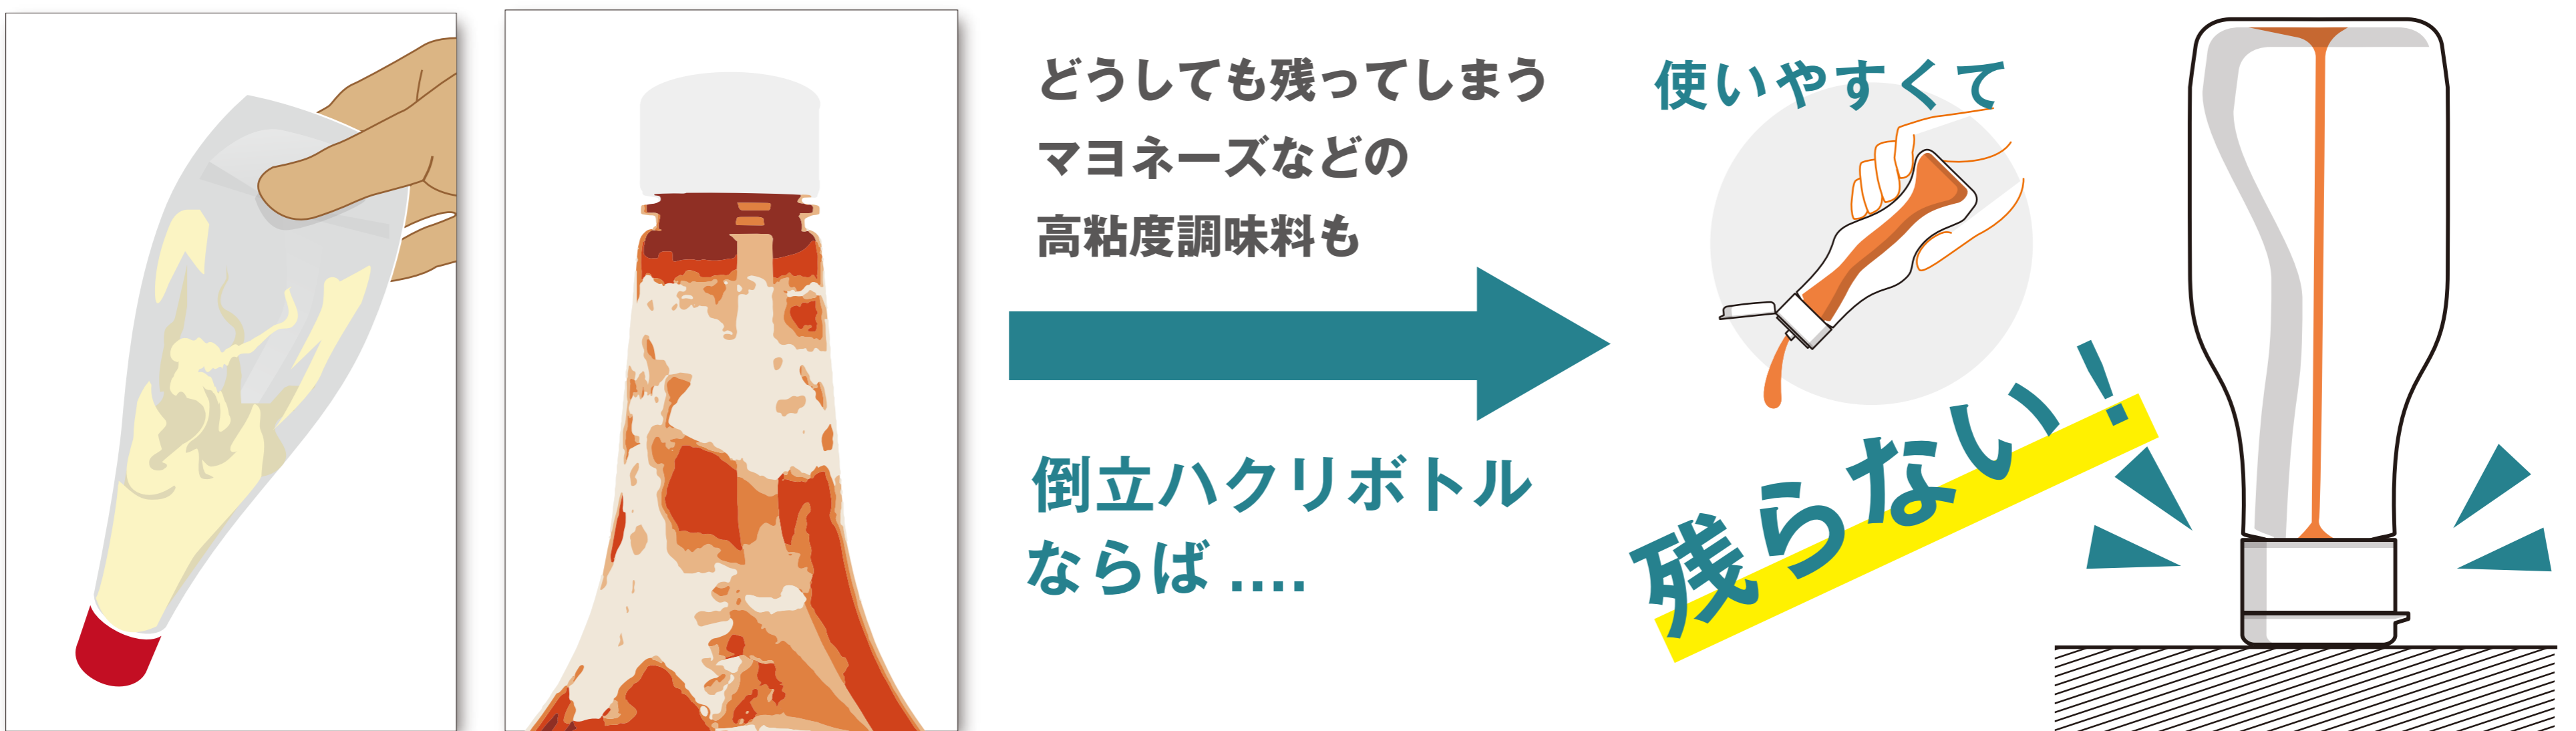 どうしても残ってしまう
マヨネーズなどの
高粘度調味料も
倒立ハクリボトル
ならば ....
使いやすくて
残らない！